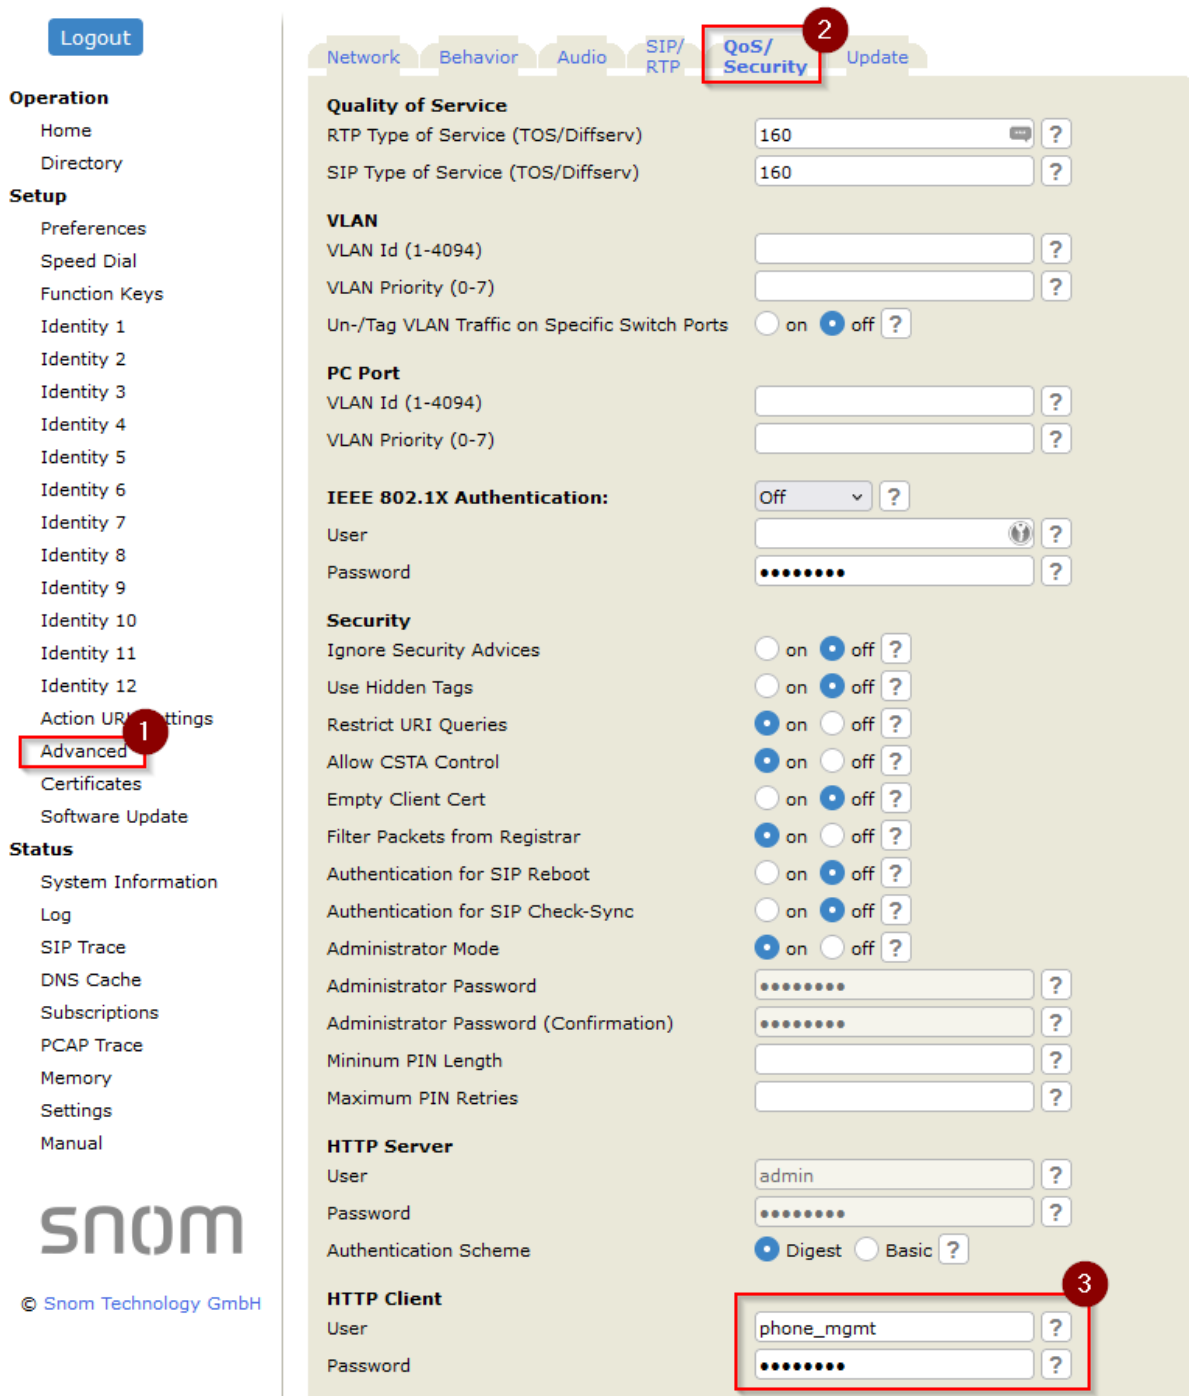 Logout
Operation
Home
Directory
Setup
Preferences
Speed Dial
Function Keys
Identity 1
Identity 2
Identity 3
Identity 4
Identity 5
Identity 6
Identity 7
Identity 8
Identity 9
Identity 10
Identity 11
Identity 12
Action UR ttings
1
Advanced
Certificates
Software Update
Status
System Information
Log
SIP Trace
DNS Cache
Subscriptions
PCAP Trace
Memory
Settings
Manual
snom
© Snom Technology GmbH
Network Behavior Audio SIP/ RTP QoS/ Security Update
2
Quality of Service
RTP Type of Service (TOS/Diffserv) 160 ?
SIP Type of Service (TOS/Diffserv) 160 ?
VLAN
VLAN Id (1-4094) ?
VLAN Priority (0-7) ?
Un-/Tag VLAN Traffic on Specific Switch Ports on off ?
PC Port
VLAN Id (1-4094) ?
VLAN Priority (0-7) ?
IEEE 802.1X Authentication: Off ?
User ?
Password •••••••• ?
Security
Ignore Security Advices on off ?
Use Hidden Tags on off ?
Restrict URI Queries on off ?
Allow CSTA Control on off ?
Empty Client Cert on off ?
Filter Packets from Registrar on off ?
Authentication for SIP Reboot on off ?
Authentication for SIP Check-Sync on off ?
Administrator Mode on off ?
Administrator Password •••••••• ?
Administrator Password (Confirmation) •••••••• ?
Mininum PIN Length ?
Maximum PIN Retries ?
HTTP Server
User admin ?
Password •••••••• ?
Authentication Scheme Digest Basic ?
HTTP Client
3
User phone_mgmt ?
Password •••••••• ?